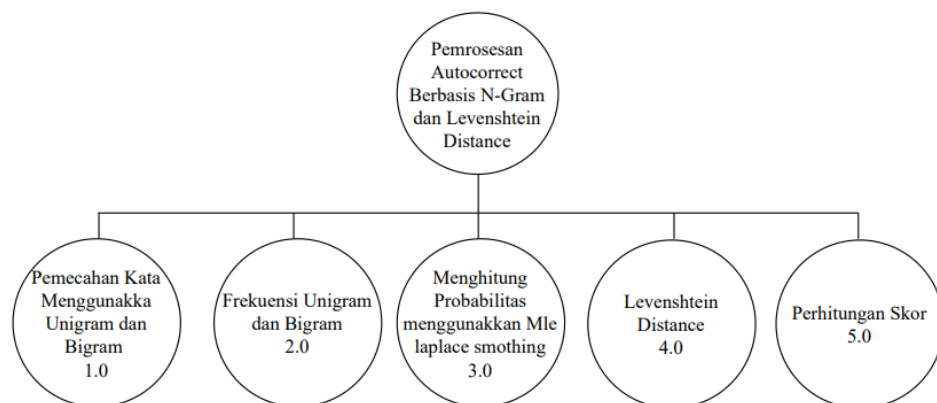 Pemrosesan
Autocorrect
Berbasis N-Gram
dan Levenshtein
Distance
Pemecahan Kata
Menggunakka
Unigram dan
Bigram
1.0
Frekuensi Unigram
dan Bigram
2.0
Menghitung
Probabilitas
menggunakkan Mle
laplace smothing
3.0
Levenshtein
Distance
4.0
Perhitungan Skor
5.0